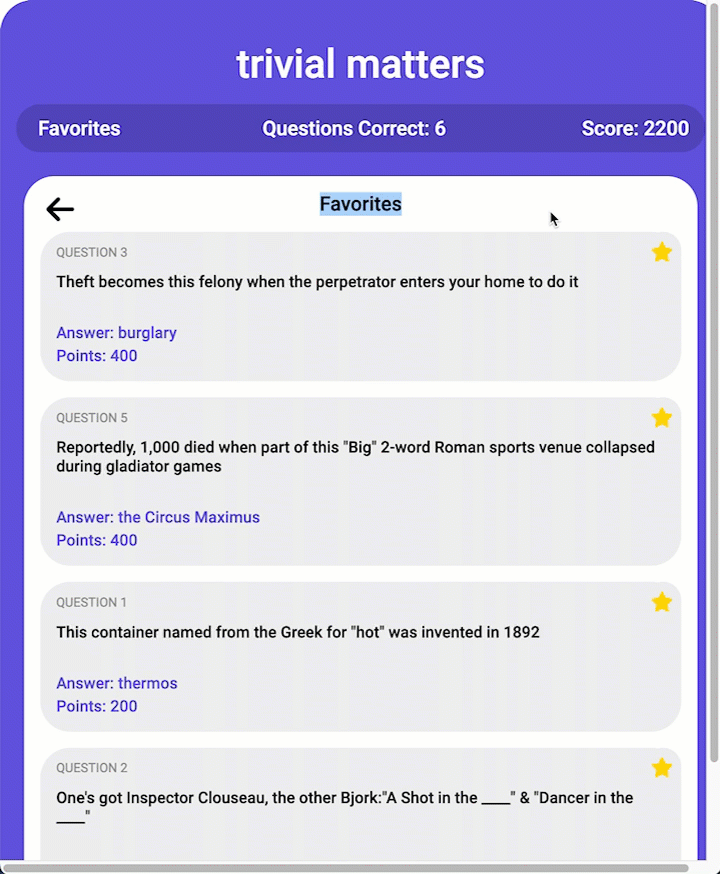 trivial matters
Favorites Questions Correct: 6 Score: 2200
Favorites
QUESTION 3
Theft becomes this felony when the perpetrator enters your home to do it
Answer: burglary
Points: 400
QUESTION 5
Reportedly, 1,000 died when part of this "Big" 2-word Roman sports venue collapsed
during gladiator games
Answer: the Circus Maximus
Points: 400
QUESTION 1
This container named from the Greek for "hot" was invented in 1892
Answer: thermos
Points: 200
QUESTION 2
One's got Inspector Clouseau, the other Bjork:"A Shot in the ____" & "Dancer in the
____"